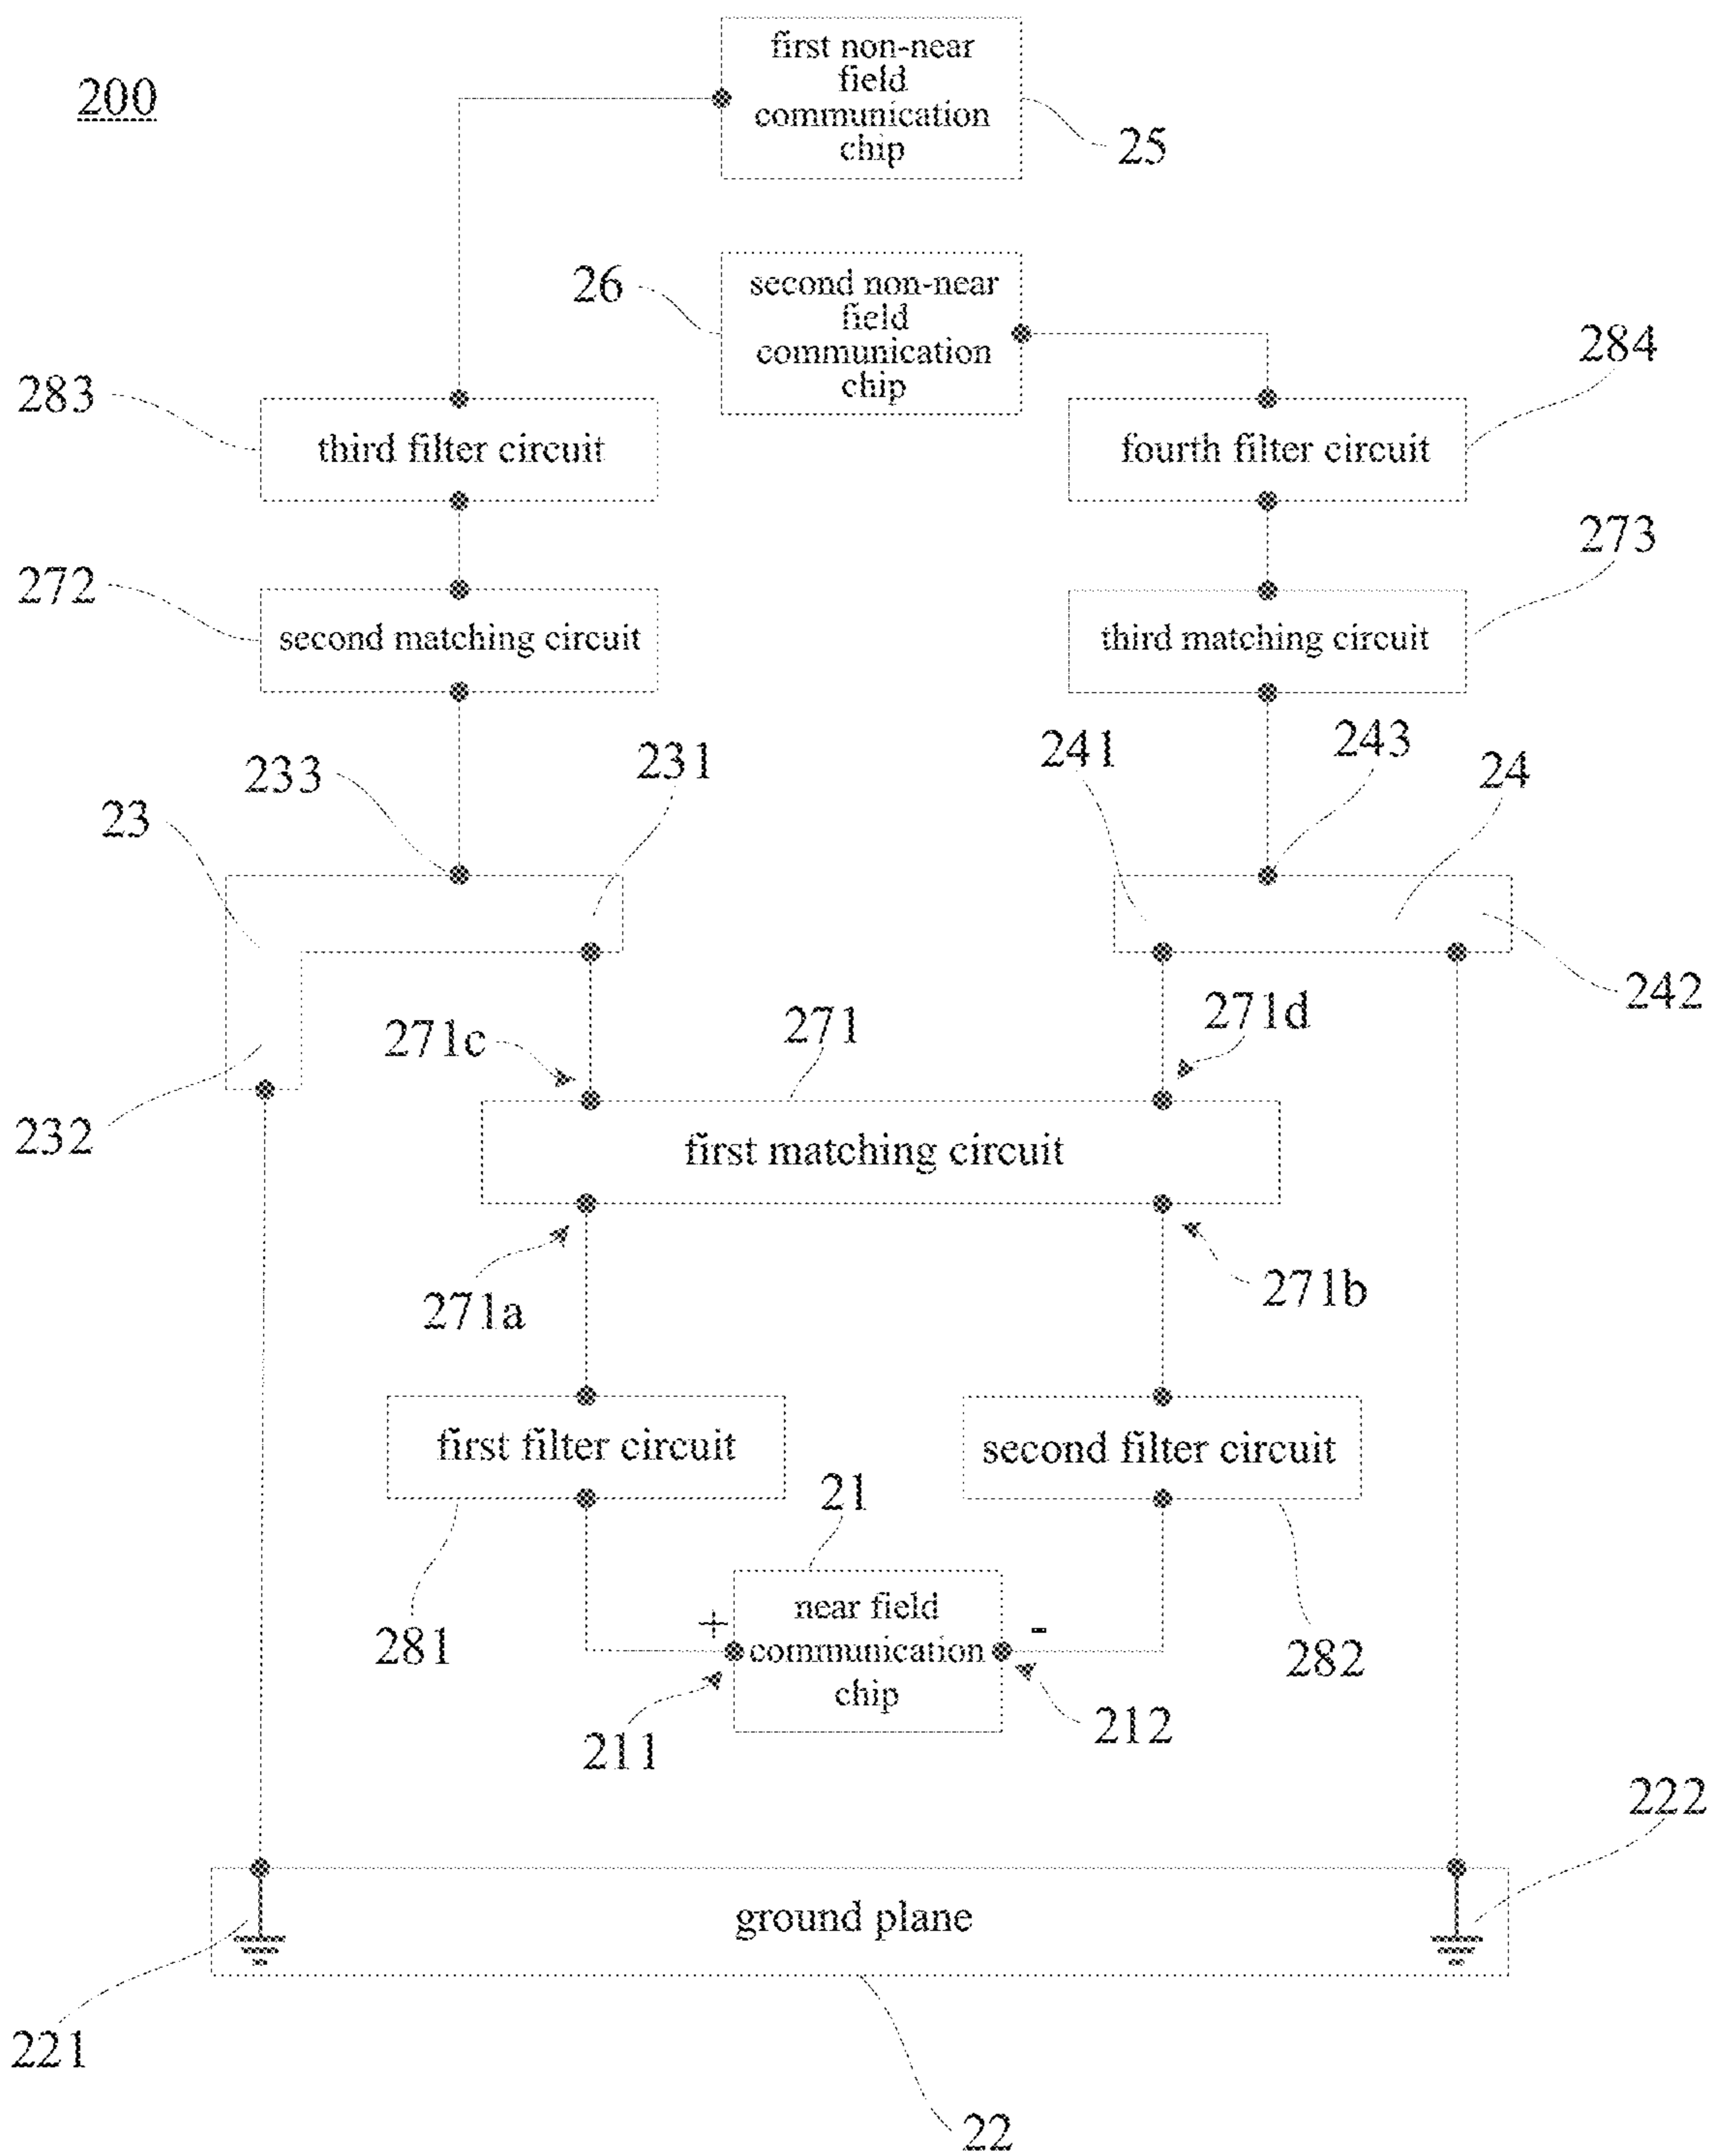 200
first non-near
field
communication
chip
25
26
second non-near
field
communication
chip
283
third filter circuit
284
fourth filter circuit
272
second matching circuit
273
third matching circuit
233
231
23
241
243
24
242
232
271c
271
271d
first matching circuit
271a
271b
first filter circuit
second filter circuit
281
21
282
+
near field
communication
chip
-
211
212
222
ground plane
221
22